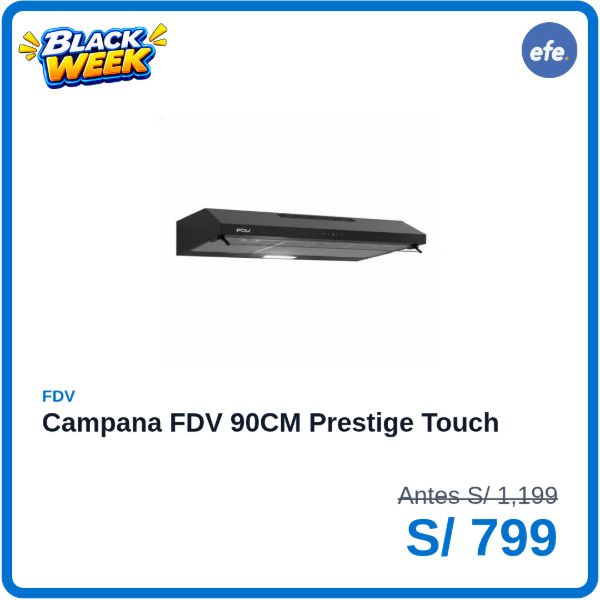 BLACK
WEEK
efe.
FDV
FDV
Campana FDV 90CM Prestige Touch
Antes S/ 1,199
S/ 799